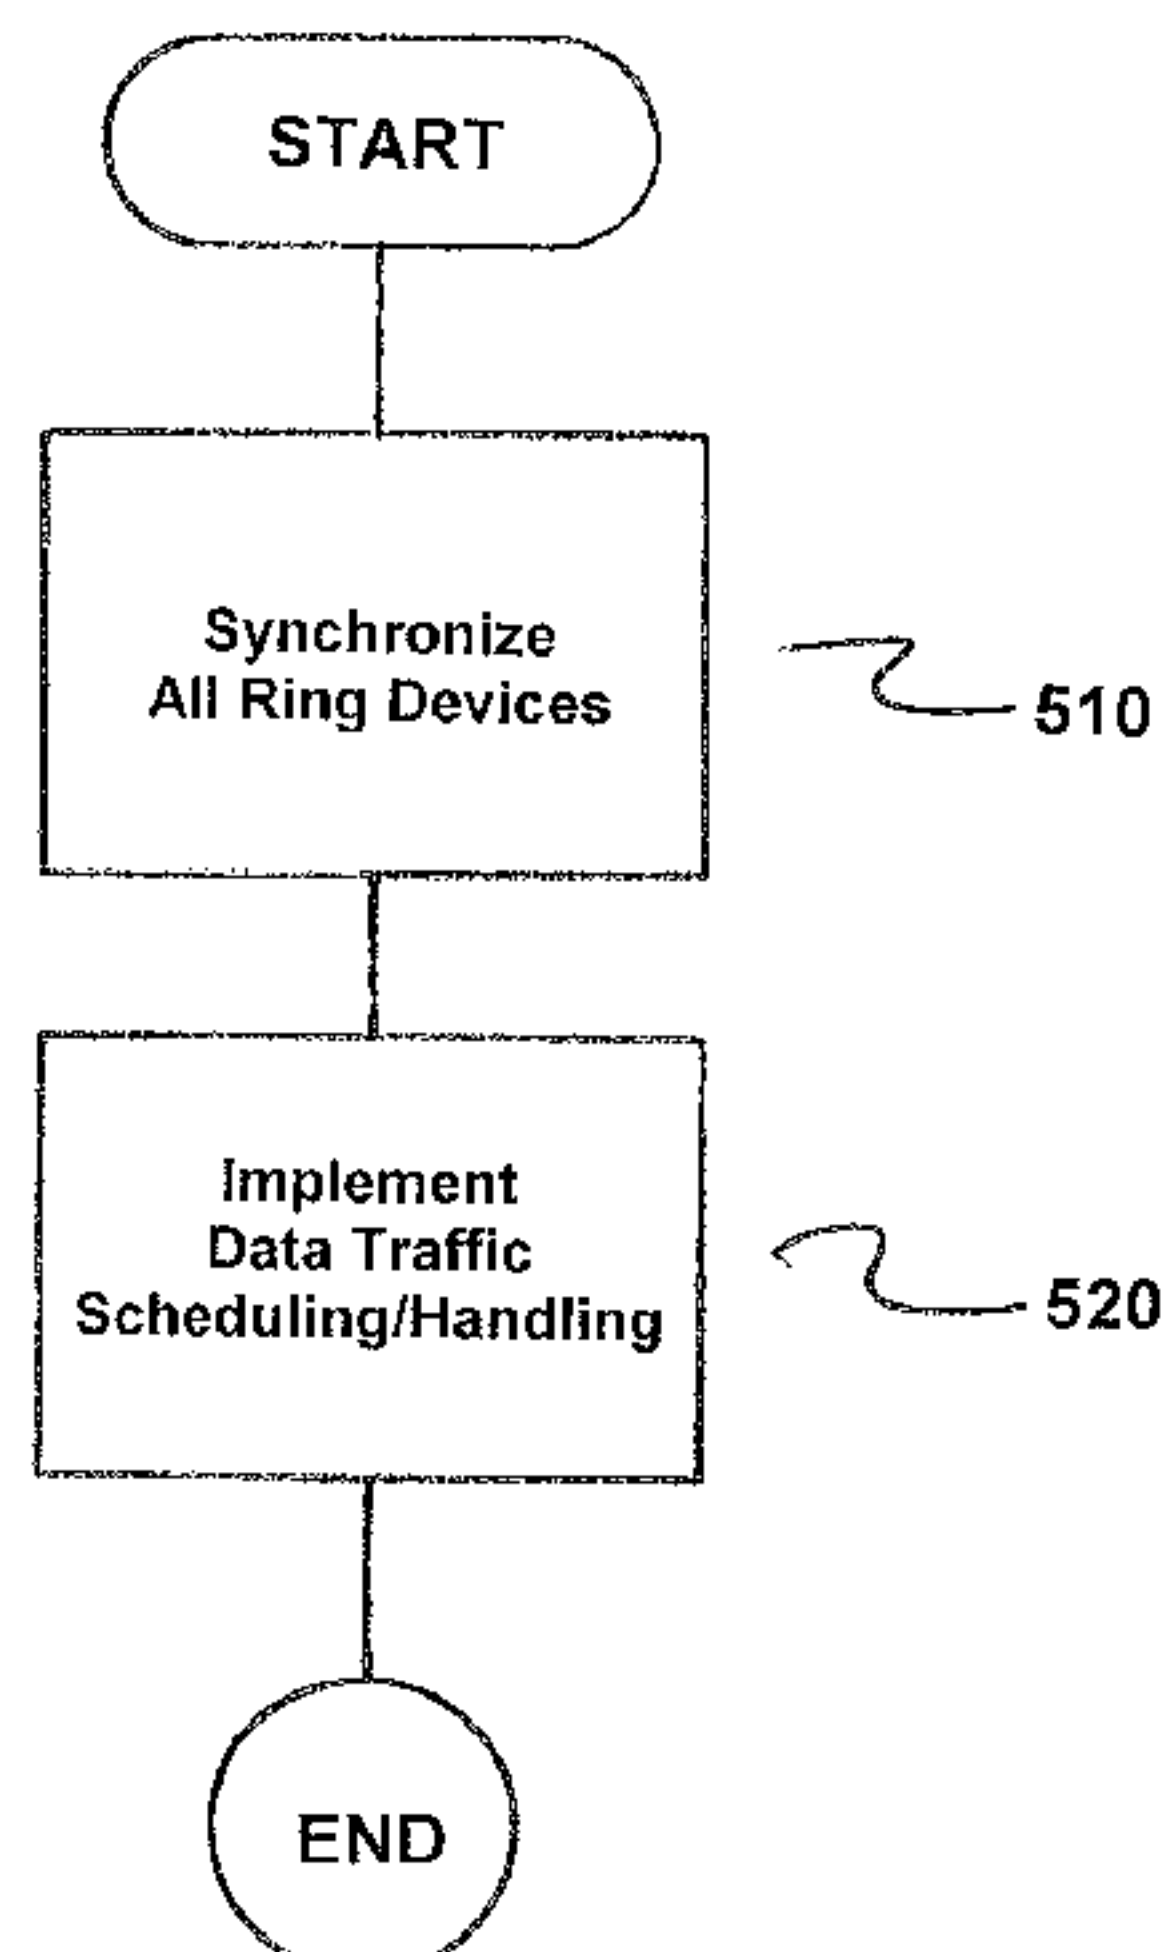 START
Synchronize
All Ring Devices
510
Implement
Data Traffic
Scheduling/Handling
520
END